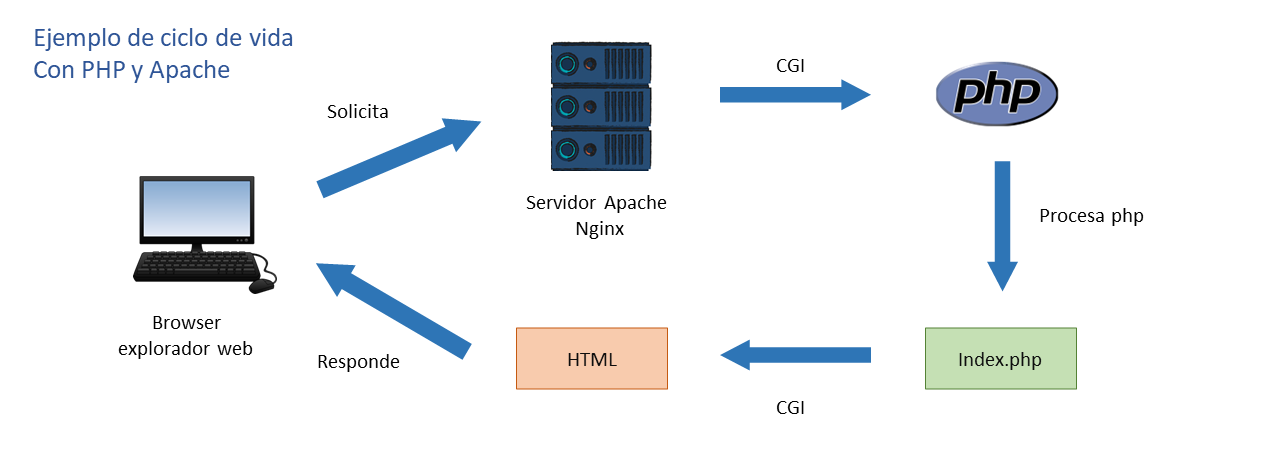 Ejemplo de ciclo de vida
Con PHP y Apache
Solicita
CGI
php
Servidor Apache
Nginx
Procesa php
Browser
explorador web
Responde
HTML
Index.php
CGI